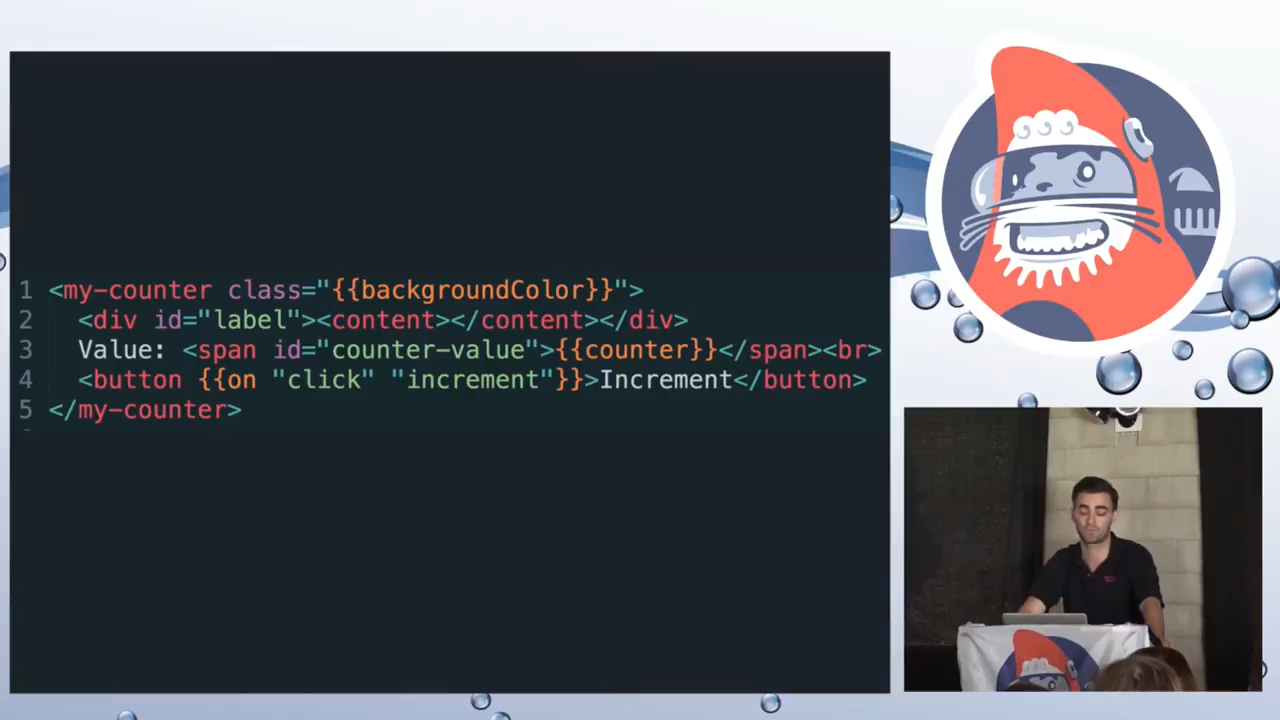 1 <my-counter class="{{backgroundColor}}">
2   <div id="label"><content></content></div>
3   Value: <span id="counter-value">{{counter}}</span><br>
4   <button {{on "click" "increment"}}>Increment</button>
5 </my-counter>